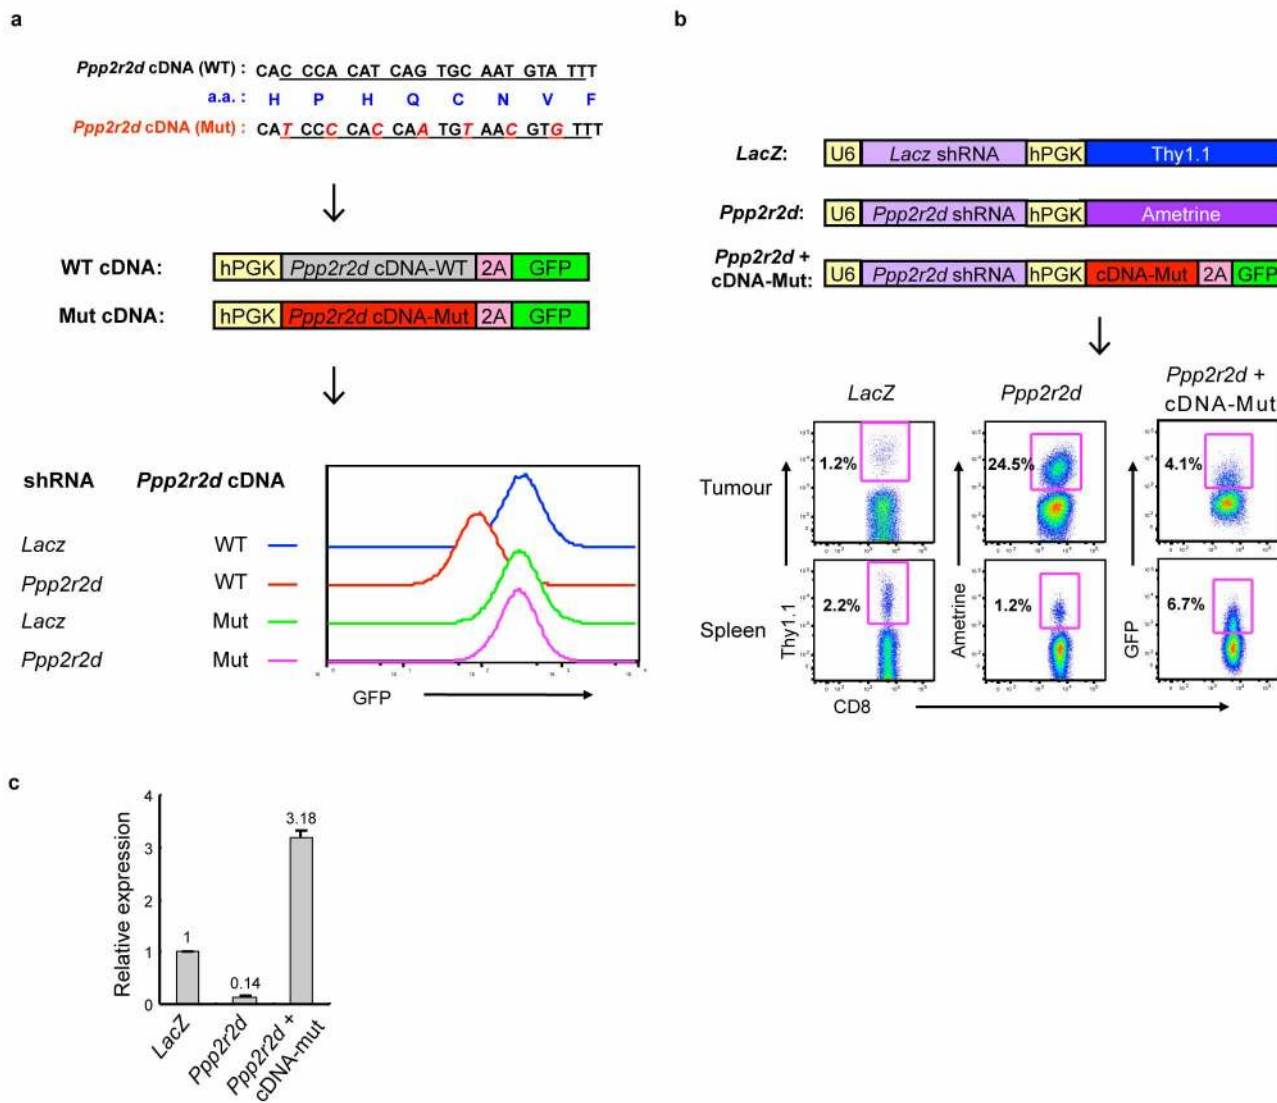 a
Ppp2r2d cDNA (WT) : CAC CCA CAT CAG TGC AAT GTA TTT
a.a. : H P H Q C N V F
Ppp2r2d cDNA (Mut) : CAT CCC CAC CAA TGT AAC GTG TTT
WT cDNA: hPGK Ppp2r2d cDNA-WT 2A GFP
Mut cDNA: hPGK Ppp2r2d cDNA-Mut 2A GFP
shRNA Ppp2r2d cDNA
Lacz WT
Ppp2r2d WT
Lacz Mut
Ppp2r2d Mut
GFP
b
LacZ: U6 Lacz shRNA hPGK Thy1.1
Ppp2r2d: U6 Ppp2r2d shRNA hPGK Ametrine
Ppp2r2d +
cDNA-Mut: U6 Ppp2r2d shRNA hPGK cDNA-Mut 2A GFP
LacZ Ppp2r2d Ppp2r2d +
cDNA-Mut
Tumour 1.2% 24.5% 4.1%
Spleen 2.2% 1.2% 6.7%
Thy1.1 Ametrine GFP
CD8
c
Relative expression
4
3
2
1
0
1 0.14 3.18
LacZ
Ppp2r2d
Ppp2r2d +
cDNA-mut